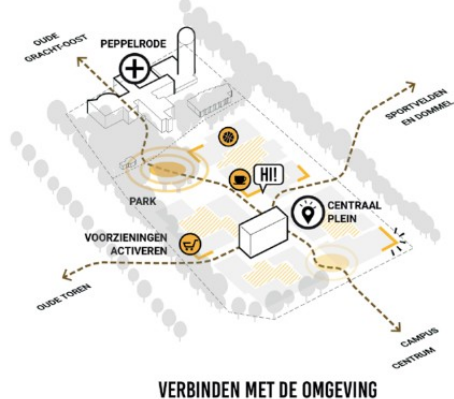 OUDE
GRACHT-OOST
PEPPELRODE
SPORTVELDEN
EN DOMMEL
HI!
PARK
CENTRAAL
PLEIN
VOORZIENINGEN
ACTIVEREN
OUDE TOREN
CAMPUS
CENTRUM
VERBINDEN MET DE OMGEVING